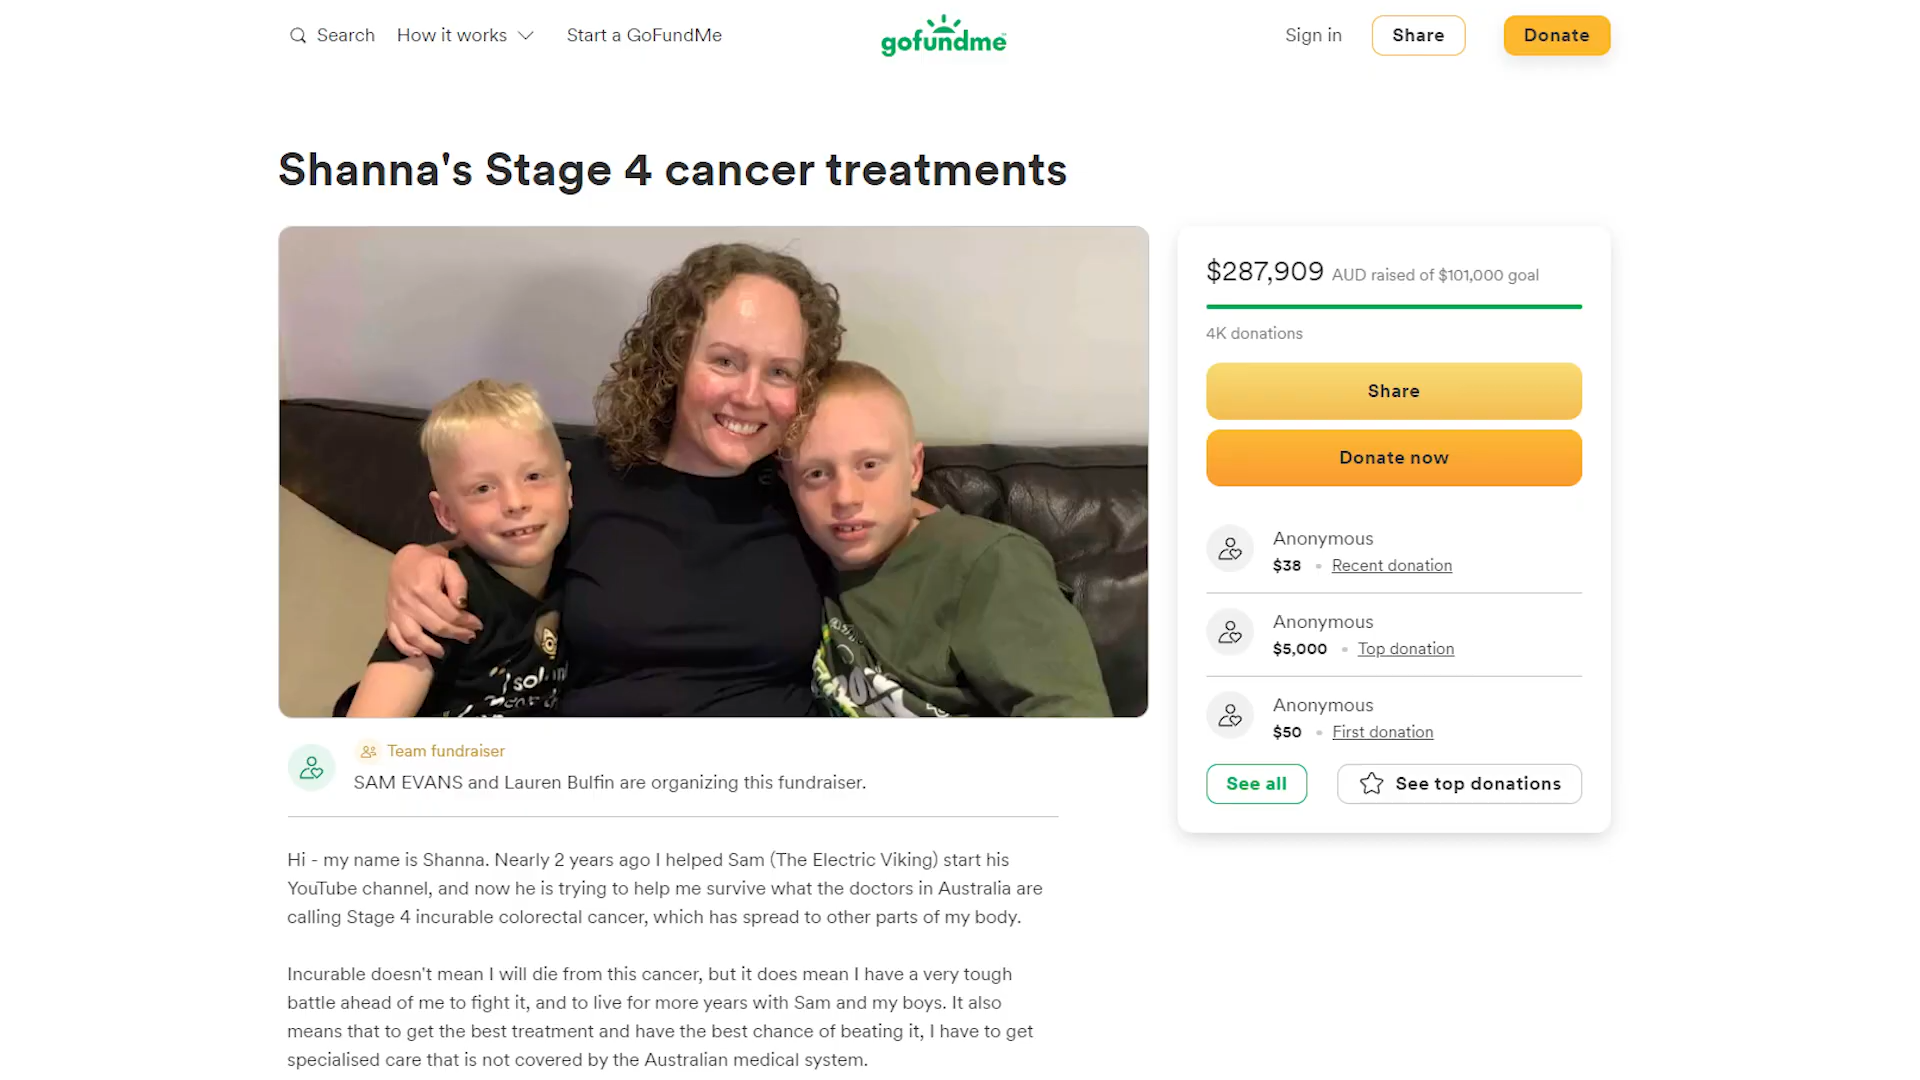 Search How it works Start a GoFundMe gofundme Sign in Share Donate
Shanna's Stage 4 cancer treatments
$287,909 AUD raised of $101,000 goal
4K donations
Share
Donate now
Anonymous
$38 • Recent donation
Anonymous
$5,000 • Top donation
Anonymous
$50 • First donation
See all See top donations
Team fundraiser
SAM EVANS and Lauren Bulfin are organizing this fundraiser.
Hi - my name is Shanna. Nearly 2 years ago I helped Sam (The Electric Viking) start his
YouTube channel, and now he is trying to help me survive what the doctors in Australia are
calling Stage 4 incurable colorectal cancer, which has spread to other parts of my body.
Incurable doesn't mean I will die from this cancer, but it does mean I have a very tough
battle ahead of me to fight it, and to live for more years with Sam and my boys. It also
means that to get the best treatment and have the best chance of beating it, I have to get
specialised care that is not covered by the Australian medical system.